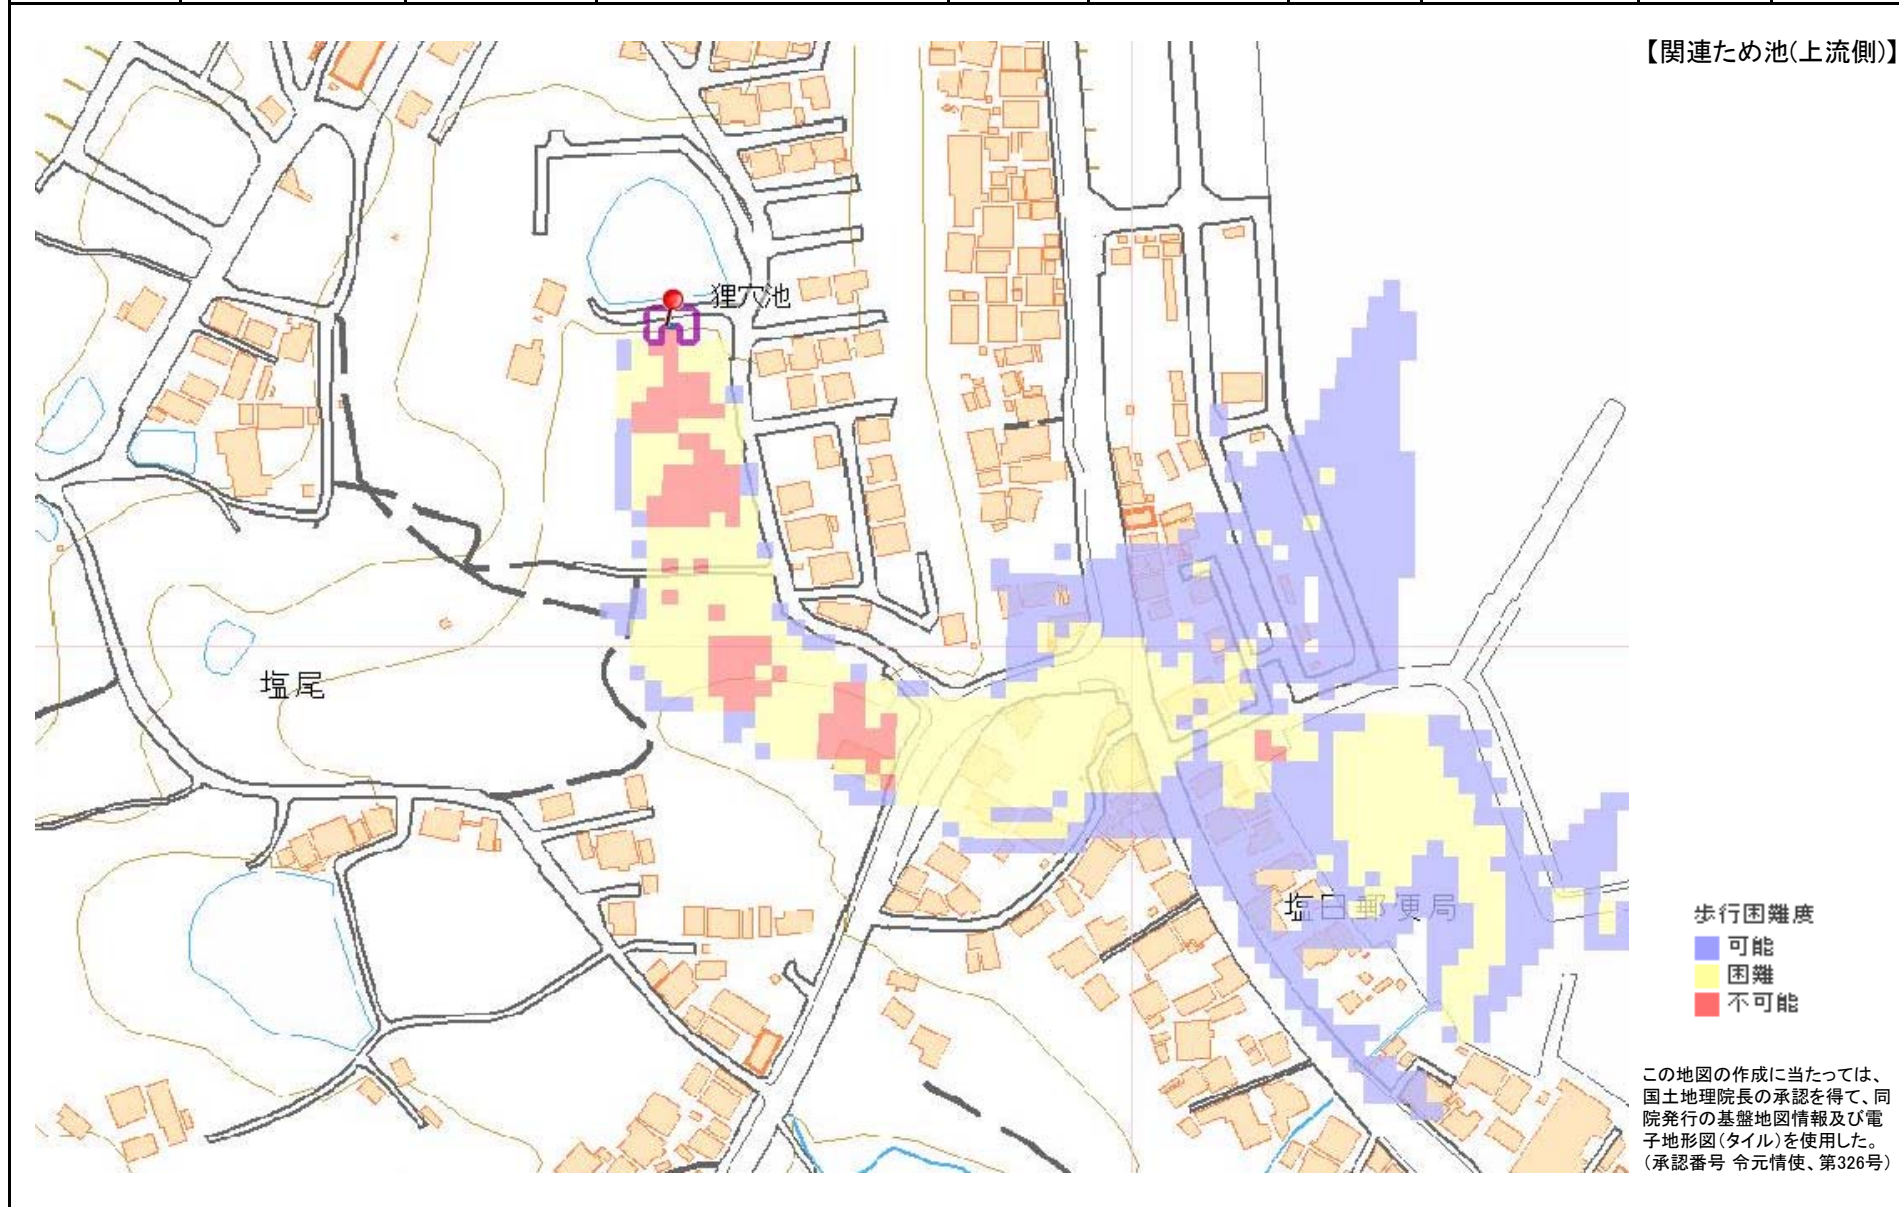 【関連ため池(上流側)】
狸穴池
塩尾
塩田郵便局
歩行困難度
可能
困難
不可能
この地図の作成に当たっては、
国土地理院長の承認を得て、同
院発行の基盤地図情報及び電
子地形図(タイル)を使用した。
(承認番号 令元情使、第326号)